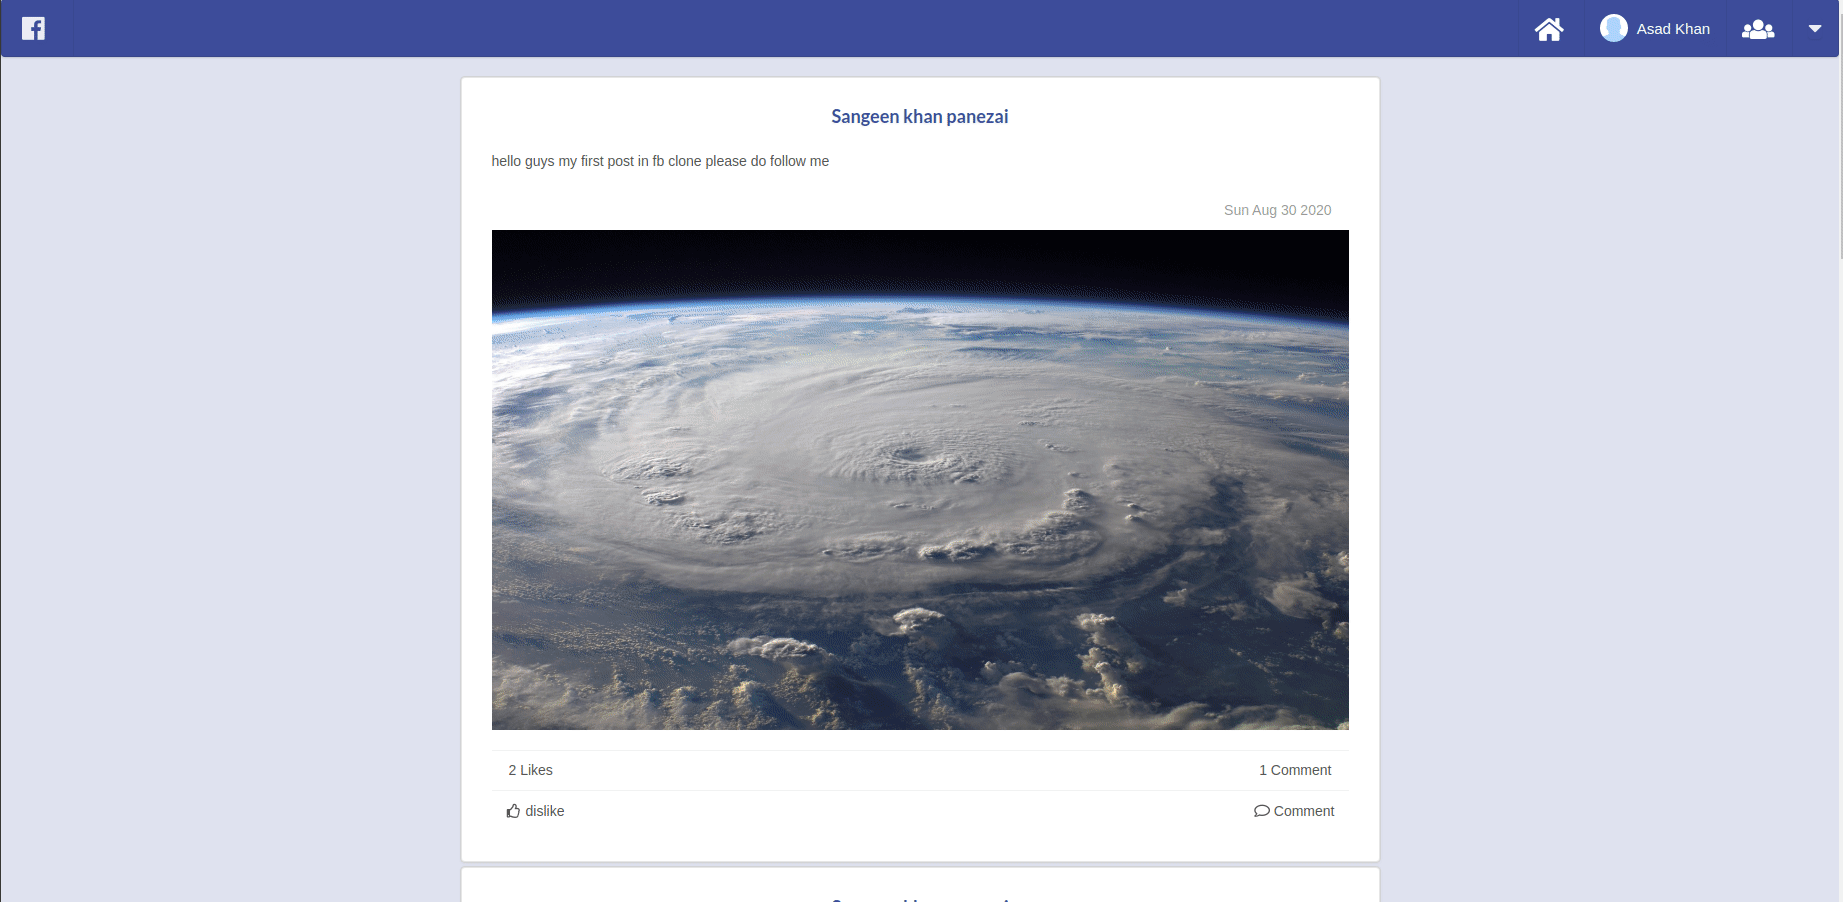 Asad Khan
Sangeen khan panezai
hello guys my first post in fb clone please do follow me
Sun Aug 30 2020
2 Likes
1 Comment
dislike
Comment